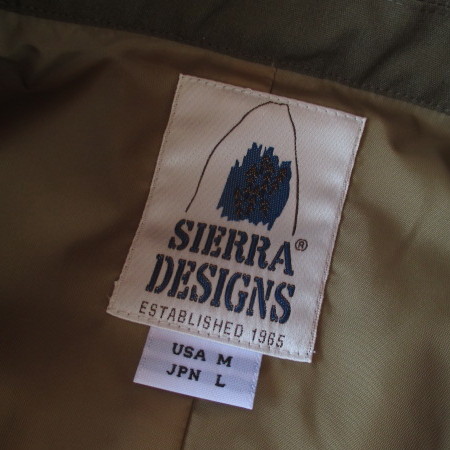 SIERRA®
DESIGNS
ESTABLISHED 1965
USA M
JPN L